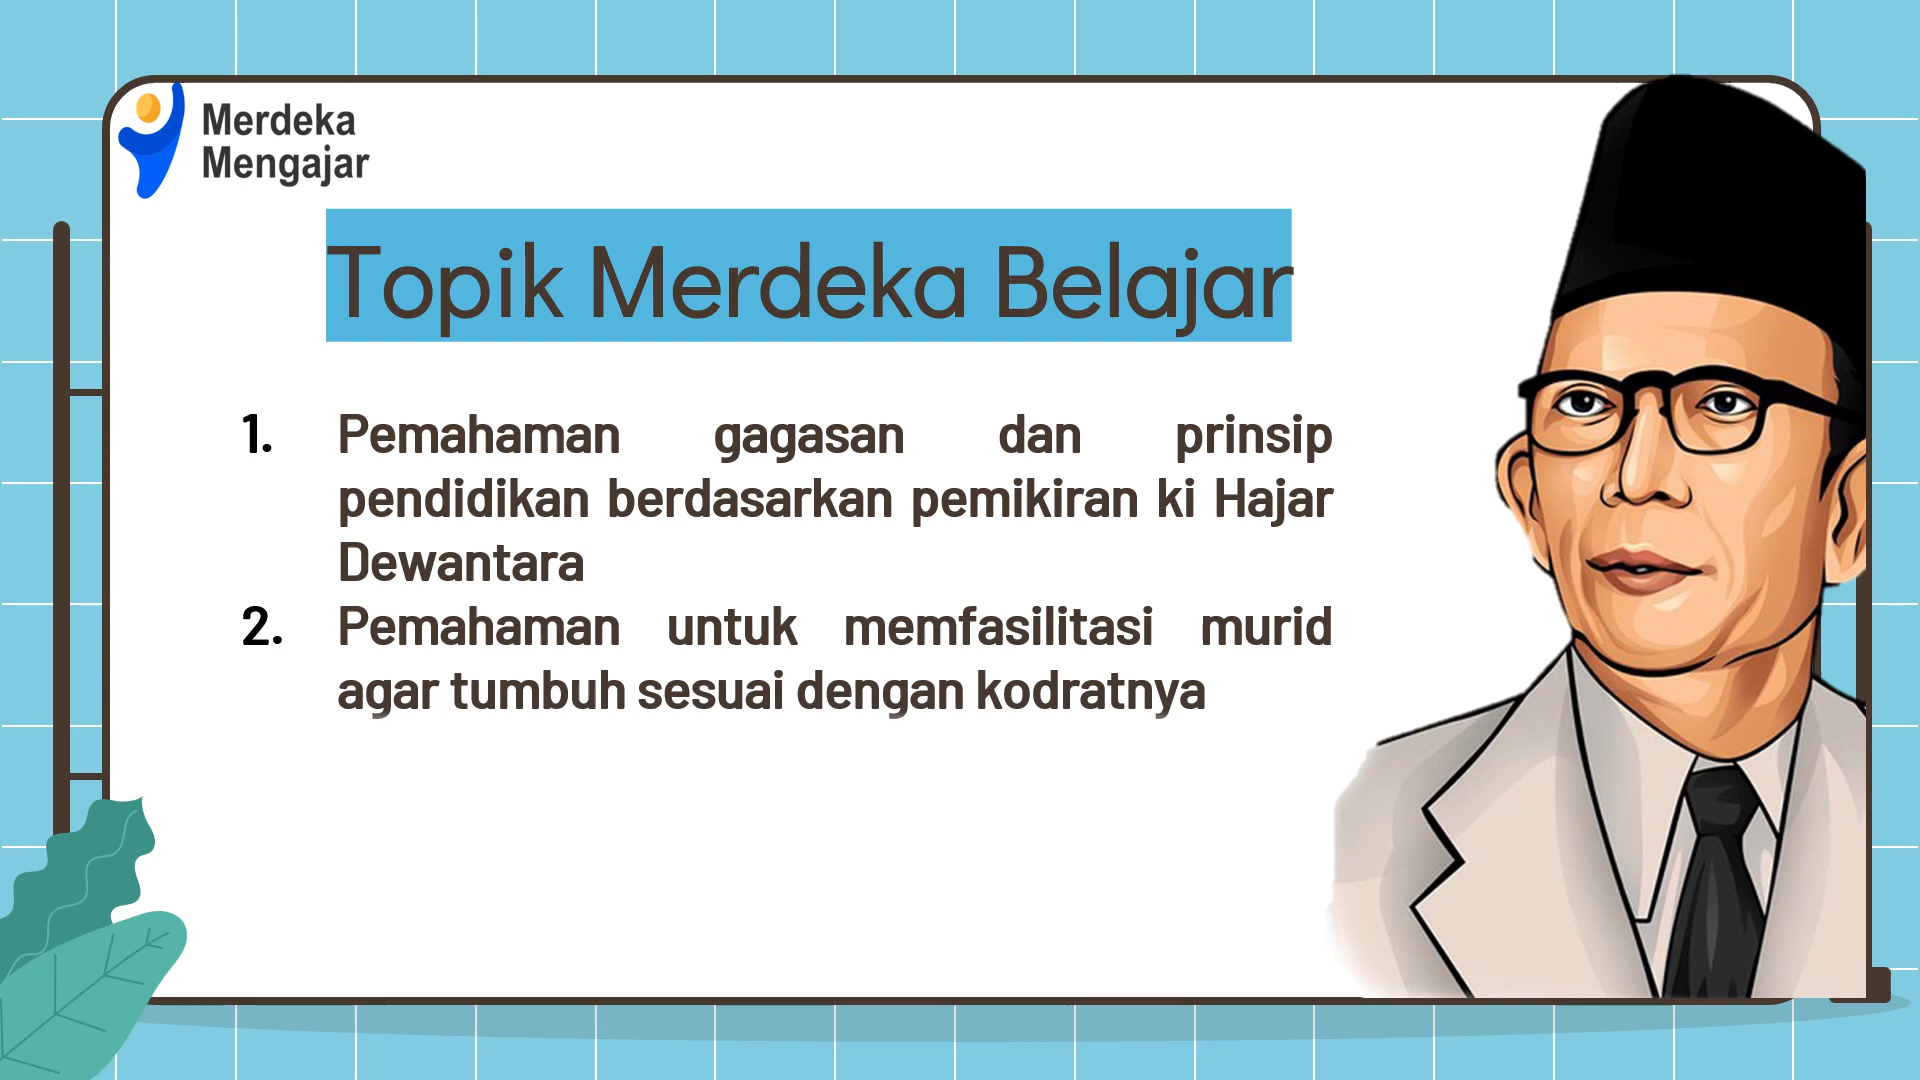 Merdeka
Mengajar
Topik Merdeka Belajar
1. Pemahaman gagasan dan prinsip
pendidikan berdasarkan pemikiran ki Hajar
Dewantara
2. Pemahaman untuk memfasilitasi murid
agar tumbuh sesuai dengan kodratnya